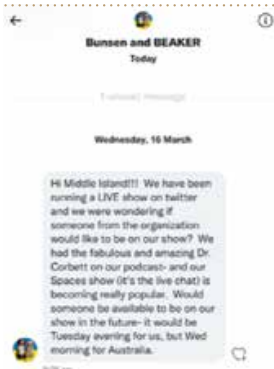 Bunsen and BEAKER
Today
Wednesday, 16 March
Hi Middle Island!!! We have been
running a LIVE show on twitter
and we were wondering if
someone from the organization
would like to be on our show? We
had the fabulous and amazing Dr.
Corbett on our podcast- and our
Spaces show (it's the live chat) is
becoming really popular. Would
someone be available to be on our
show in the future- it would be
Tuesday evening for us, but Wed
morning for Australia.